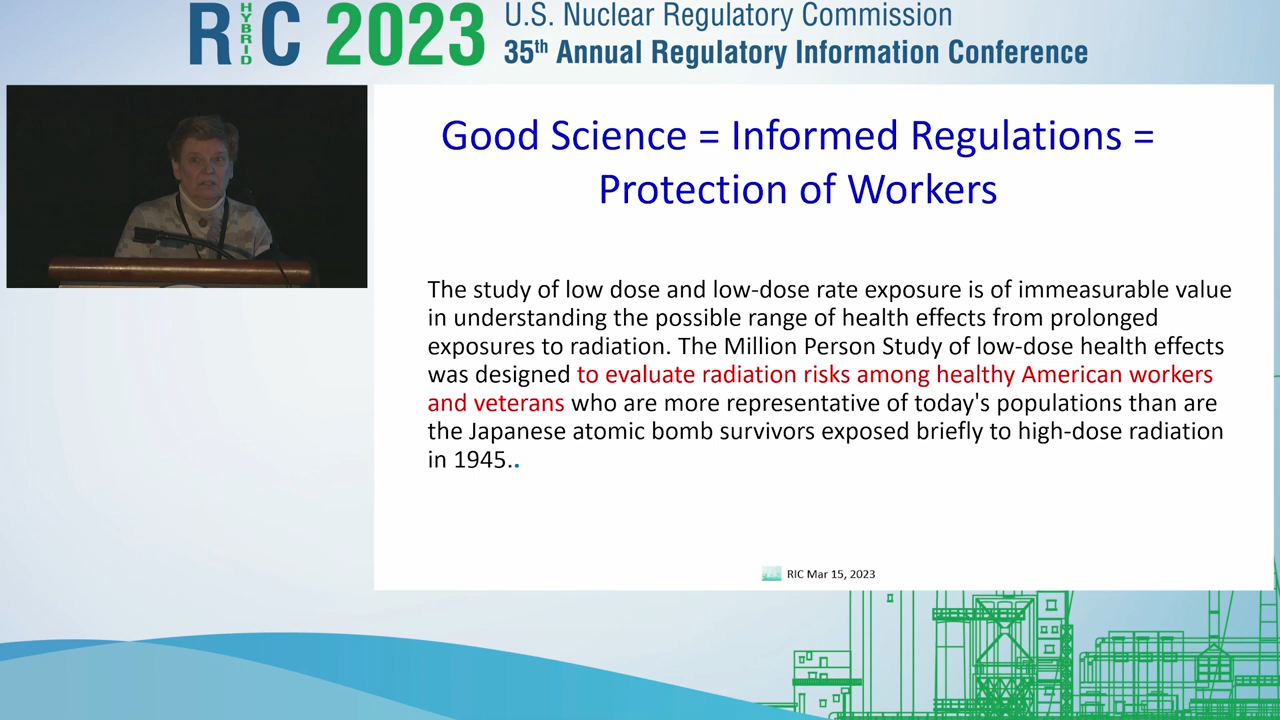 RIC 2023
HYBRID
U.S. Nuclear Regulatory Commission
35th Annual Regulatory Information Conference
Good Science = Informed Regulations =
Protection of Workers
The study of low dose and low-dose rate exposure is of immeasurable value
in understanding the possible range of health effects from prolonged
exposures to radiation. The Million Person Study of low-dose health effects
was designed to evaluate radiation risks among healthy American workers
and veterans who are more representative of today's populations than are
the Japanese atomic bomb survivors exposed briefly to high-dose radiation
in 1945..
RIC Mar 15, 2023